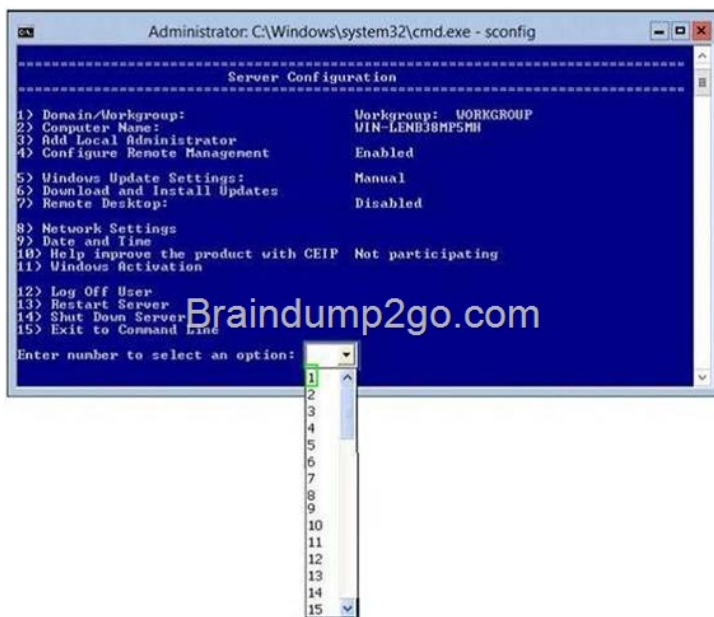 Administrator: C:\Windows\system32\cmd.exe - sconfig
Server Configuration
1) Domain/Workgroup: Workgroup: WORKGROUP
2) Computer Name: WIN-LENB38MP5MH
3) Add Local Administrator
4) Configure Remote Management Enabled
5) Windows Update Settings: Manual
6) Download and Install Updates
7) Remote Desktop: Disabled
8) Network Settings
9) Date and Time
10) Help improve the product with CEIP Not participating
11) Windows Activation
12) Log Off User
13) Restart Server
14) Shut Down Server
15) Exit to Command Line
Braindump2go.com
Enter number to select an option:
1
2
3
4
5
6
7
8
9
10
11
12
13
14
15